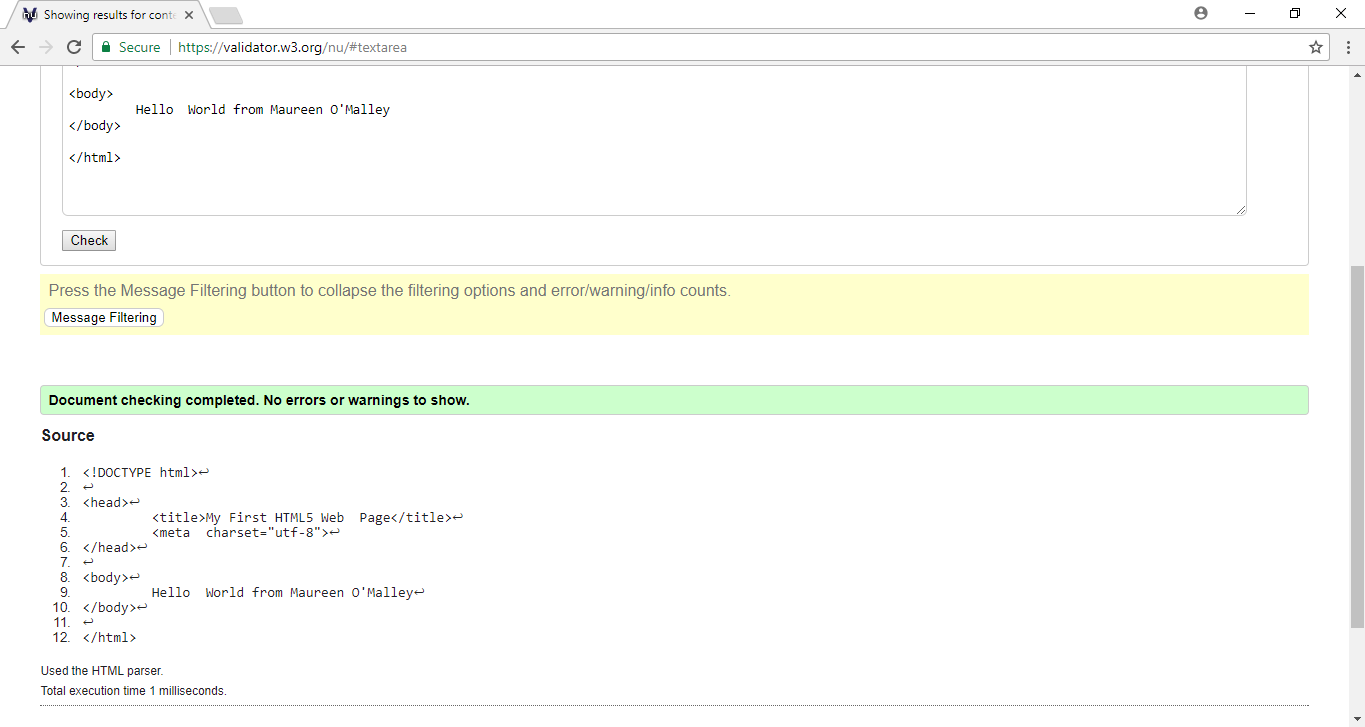 Showing results for cont
Secure https://validator.w3.org/nu/#textarea
<body>
Hello  World from Maureen O'Malley
</body>
</html>
Check
Press the Message Filtering button to collapse the filtering options and error/warning/info counts.
Message Filtering
Document checking completed. No errors or warnings to show.
Source
1. <!DOCTYPE html>↩
2. ↩
3. <head>↩
4. <title>My First HTML5 Web  Page</title>↩
5. <meta  charset="utf-8">↩
6. </head>↩
7. ↩
8. <body>↩
9. Hello  World from Maureen O'Malley↩
10. </body>↩
11. ↩
12. </html>
Used the HTML parser.
Total execution time 1 milliseconds.